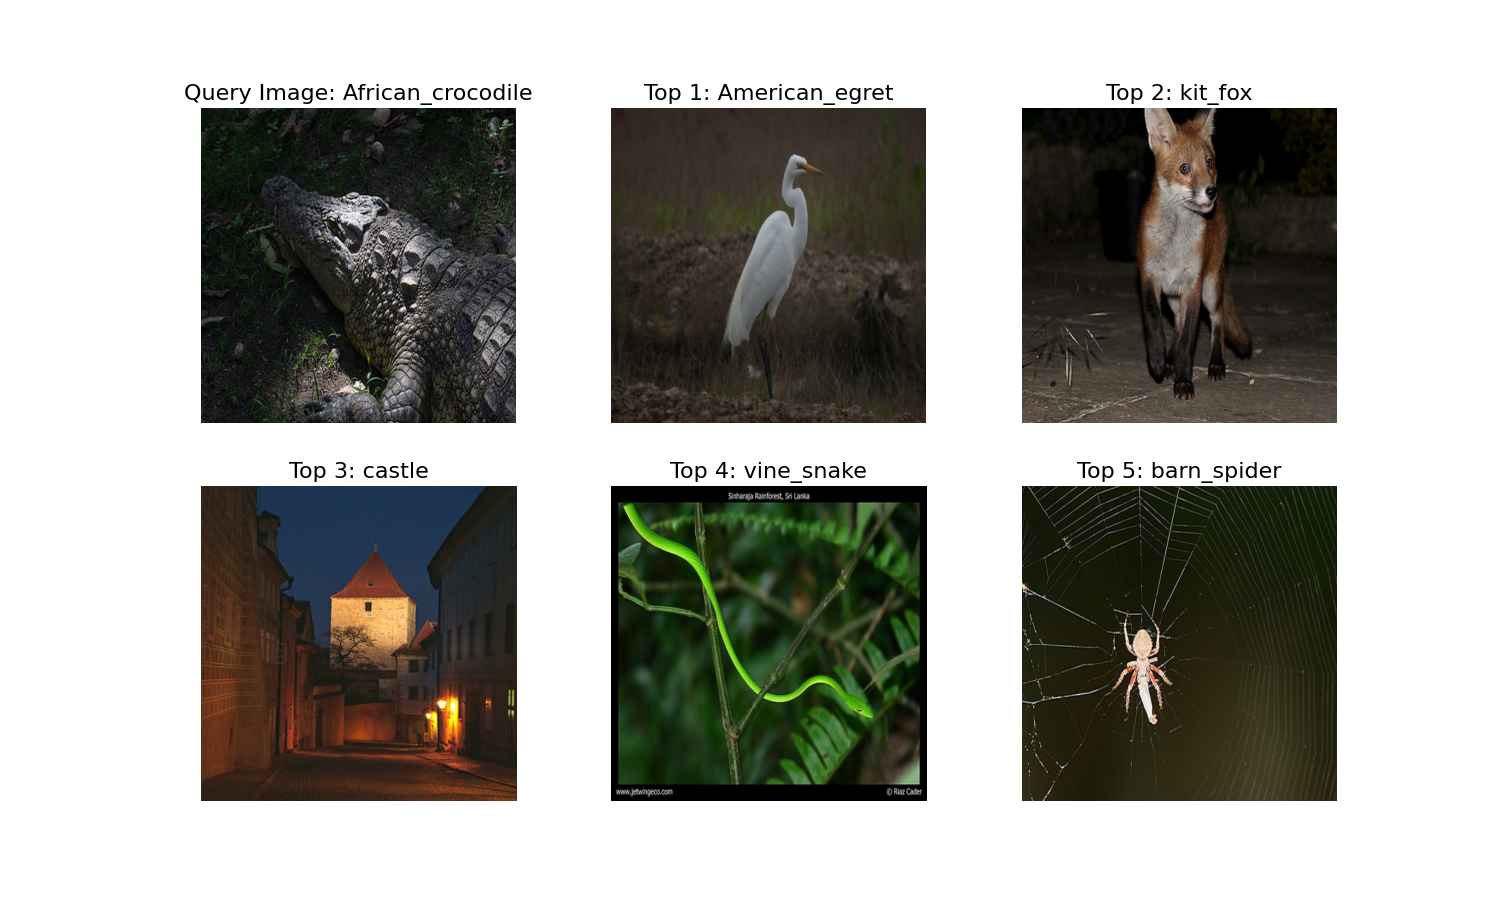 Query Image: African_crocodile
Top 1: American_egret
Top 2: kit_fox
Top 3: castle
Top 4: vine_snake
Sinharaja Rainforest, Sri Lanka
www.jetwingeco.com
© Riaz Cader
Top 5: barn_spider